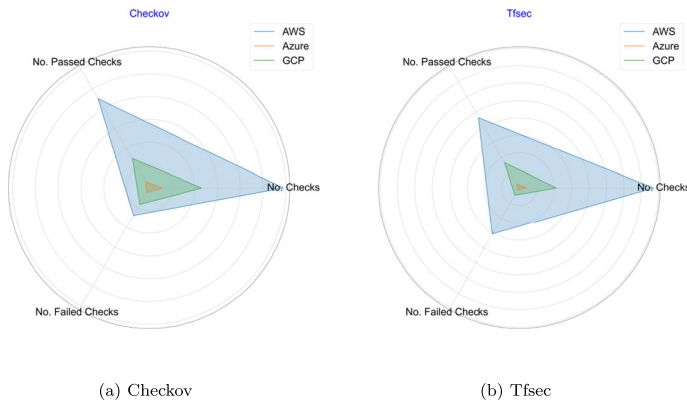 Checkov
AWS
Azure
GCP
No. Passed Checks
No. Checks
No. Failed Checks
(a) Checkov
Tfsec
AWS
Azure
GCP
No. Passed Checks
No. Checks
No. Failed Checks
(b) Tfsec